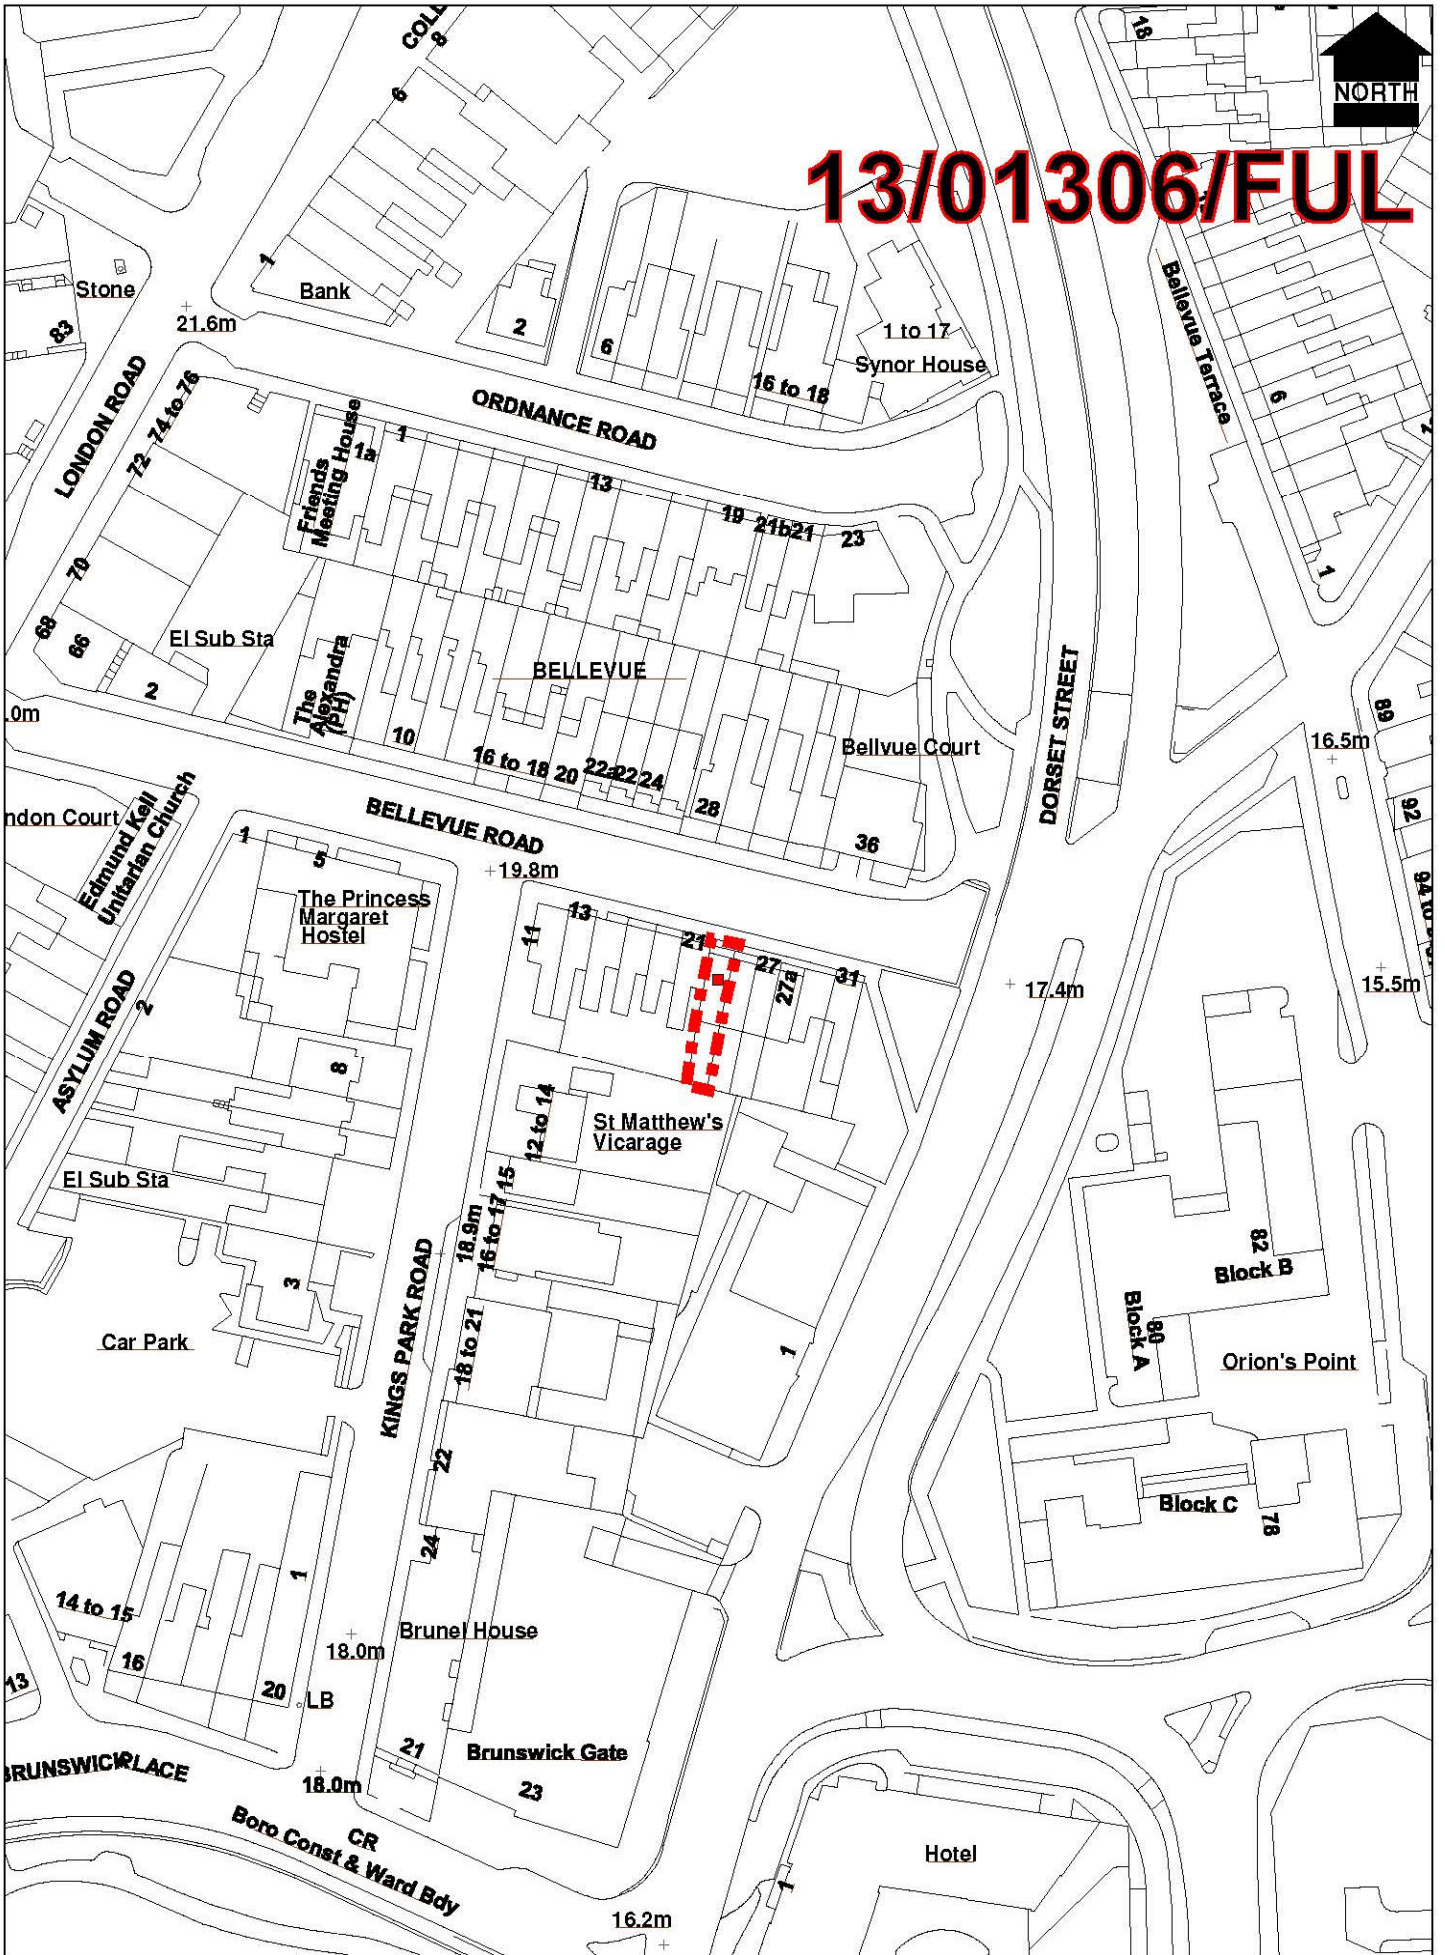 COLE
8
18
NORTH
13/01306/FUL
6
1
Bank
Stone
83
21.6m
2
6
1 to 17
Synor House
16 to 18
Bellevue Terrace
6
LONDON ROAD
74 to 76
72
70
68
66
ORDNANCE ROAD
Friends
Meeting House
1a
1
13
19
21b
21
23
1
El Sub Sta
2
The
Alexandra
(PH)
BELLEVUE
10
16 to 18
20
22a
22
24
28
Bellvue Court
36
DORSET STREET
89
16.5m
92
.0m
ndon Court
Edmund Kell
Unitarian Church
BELLEVUE ROAD
19.8m
1
5
The Princess
Margaret
Hostel
11
13
21
27
27a
31
17.4m
15.5m
ASYLUM ROAD
2
8
12 to 14
St Matthew's
Vicarage
El Sub Sta
15
16 to 17
18.9m
KINGS PARK ROAD
3
Car Park
18 to 21
1
82
Block B
Block A
80
Orion's Point
22
24
Block C
78
14 to 15
16
1
20
LB
13
18.0m
Brunel House
21
Brunswick Gate
23
BRUNSWICK PLACE
18.0m
CR
Boro Const & Ward Bdy
Hotel
1
16.2m